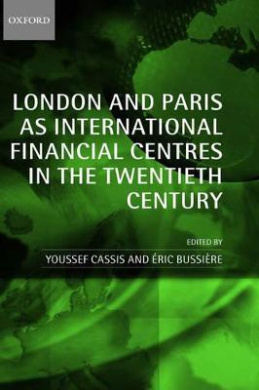 OXFORD
LONDON AND PARIS
AS INTERNATIONAL
FINANCIAL CENTRES
IN THE TWENTIETH
CENTURY
EDITED BY
YOUSSEF CASSIS AND ÉRIC BUSSIÈRE